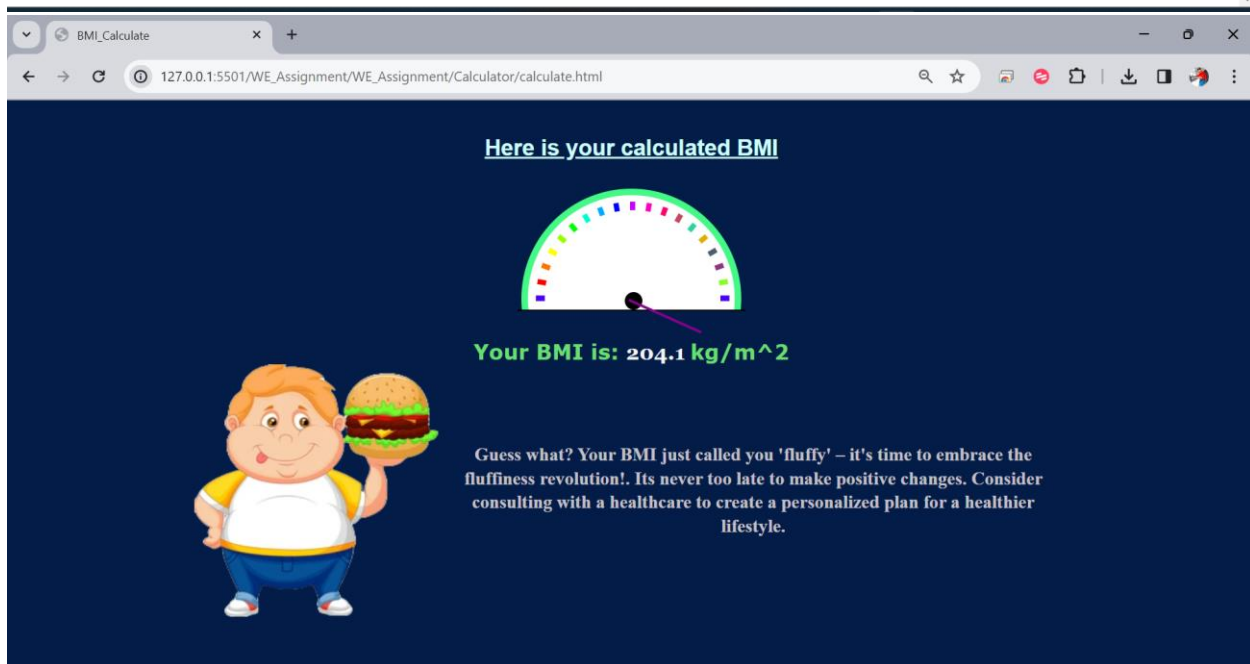 BMI_Calculate
127.0.0.1:5501/WE_Assignment/WE_Assignment/Calculator/calculate.html
Here is your calculated BMI
Your BMI is: 204.1 kg/m^2
Guess what? Your BMI just called you 'fluffy' – it's time to embrace the
fluffiness revolution!. Its never too late to make positive changes. Consider
consulting with a healthcare to create a personalized plan for a healthier
lifestyle.